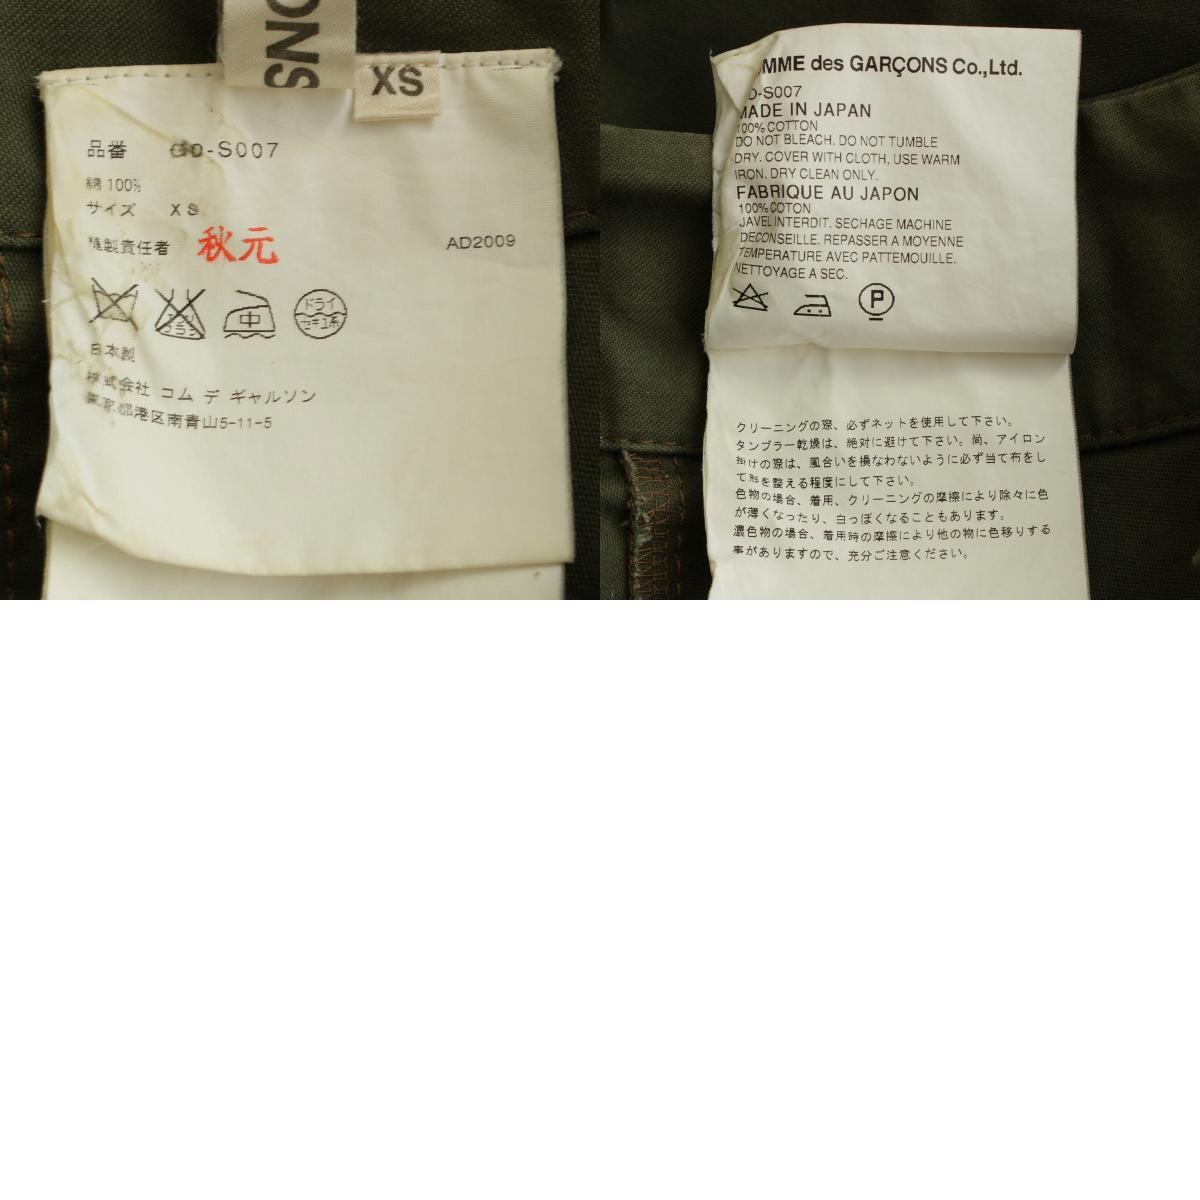 SNO
XS
品番 GD-S007
綿 100%
サイズ XS
縫製責任者 秋元
AD2009
ドライ
セキユ系
中
日本製
株式会社 コム デ ギャルソン
東京都港区南青山5-11-5
OMME des GARÇONS Co.,Ltd.
D-S007
MADE IN JAPAN
100% COTTON
DO NOT BLEACH. DO NOT TUMBLE
DRY. COVER WITH CLOTH, USE WARM
IRON. DRY CLEAN ONLY.
FABRIQUE AU JAPON
100% COTON
JAVEL INTERDIT. SECHAGE MACHINE
DECONSEILLE. REPASSER A MOYENNE
TEMPERATURE AVEC PATTEMOUILLE.
NETTOYAGE A SEC.
P
クリーニングの際、必ずネットを使用して下さい。
タンブラー乾燥は、絶対に避けて下さい。尚、アイロン
掛けの際は、風合いを損なわないように必ず当て布をし
て形を整える程度にして下さい。
色物の場合、着用、クリーニングの摩擦により除々に色
が薄くなったり、白っぽくなることもあります。
濃色物の場合、着用時の摩擦により他の物に色移りする
事がありますので、充分ご注意ください。